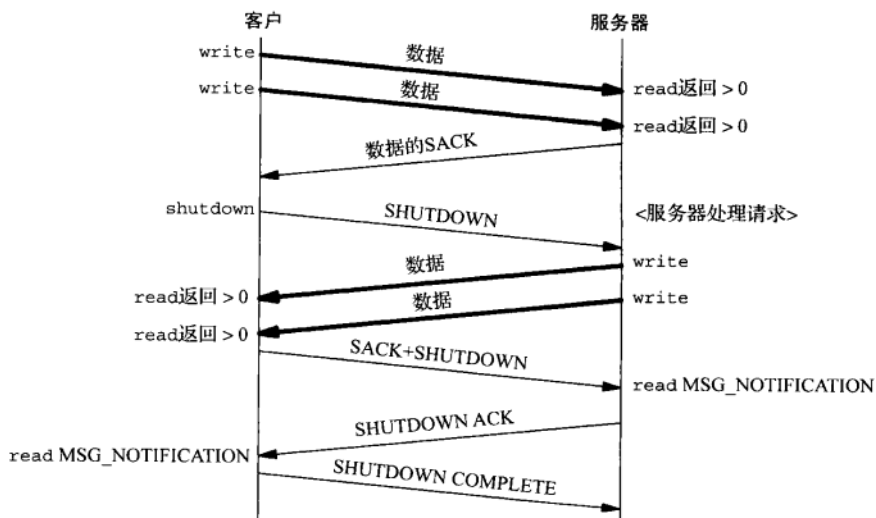 客户
服务器
write
数据
write
数据
read返回 > 0
read返回 > 0
数据的SACK
shutdown
SHUTDOWN
<服务器处理请求>
数据
write
read返回 > 0
数据
write
read返回 > 0
SACK+SHUTDOWN
read MSG_NOTIFICATION
SHUTDOWN ACK
read MSG_NOTIFICATION
SHUTDOWN COMPLETE